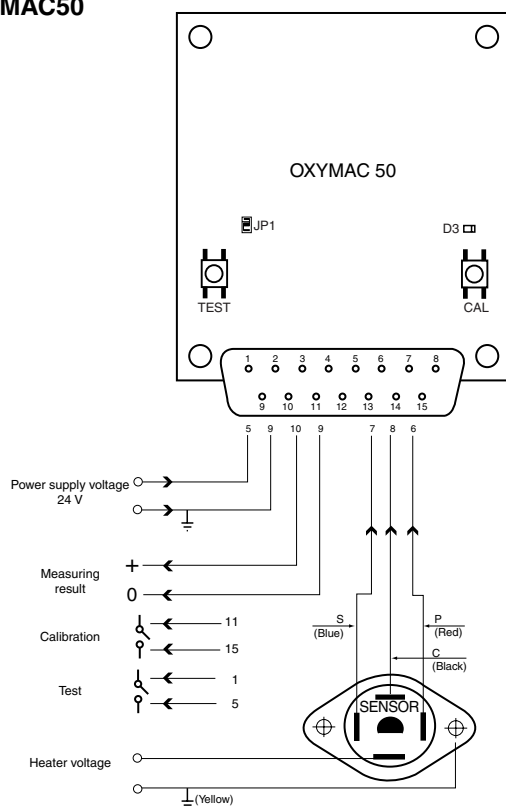 MAC50
OXYMAC 50
JP1
D3
TEST
CAL
1 2 3 4 5 6 7 8
9 10 11 12 13 14 15
5 9 10 9 7 8 6
Power supply voltage
24 V
+
Measuring
result
0
Calibration
11
15
Test
1
5
S
(Blue)
P
(Red)
C
(Black)
SENSOR
Heater voltage
(Yellow)